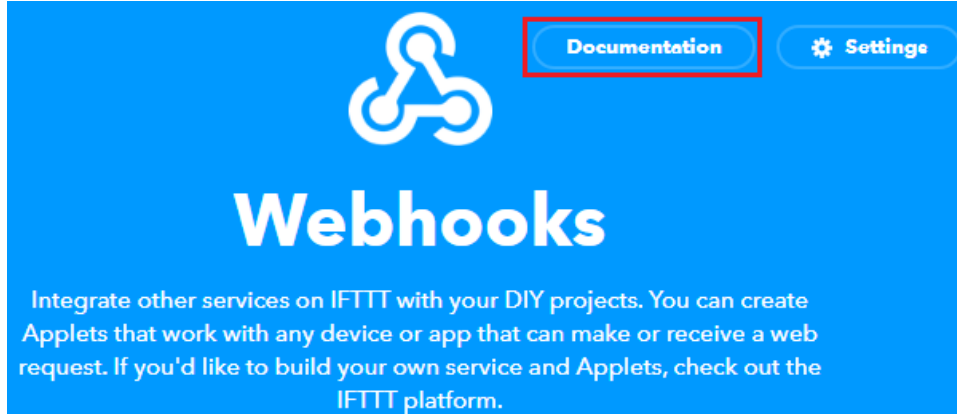 Documentation
Settings
Webhooks
Integrate other services on IFTTT with your DIY projects. You can create
Applets that work with any device or app that can make or receive a web
request. If you'd like to build your own service and Applets, check out the
IFTTT platform.